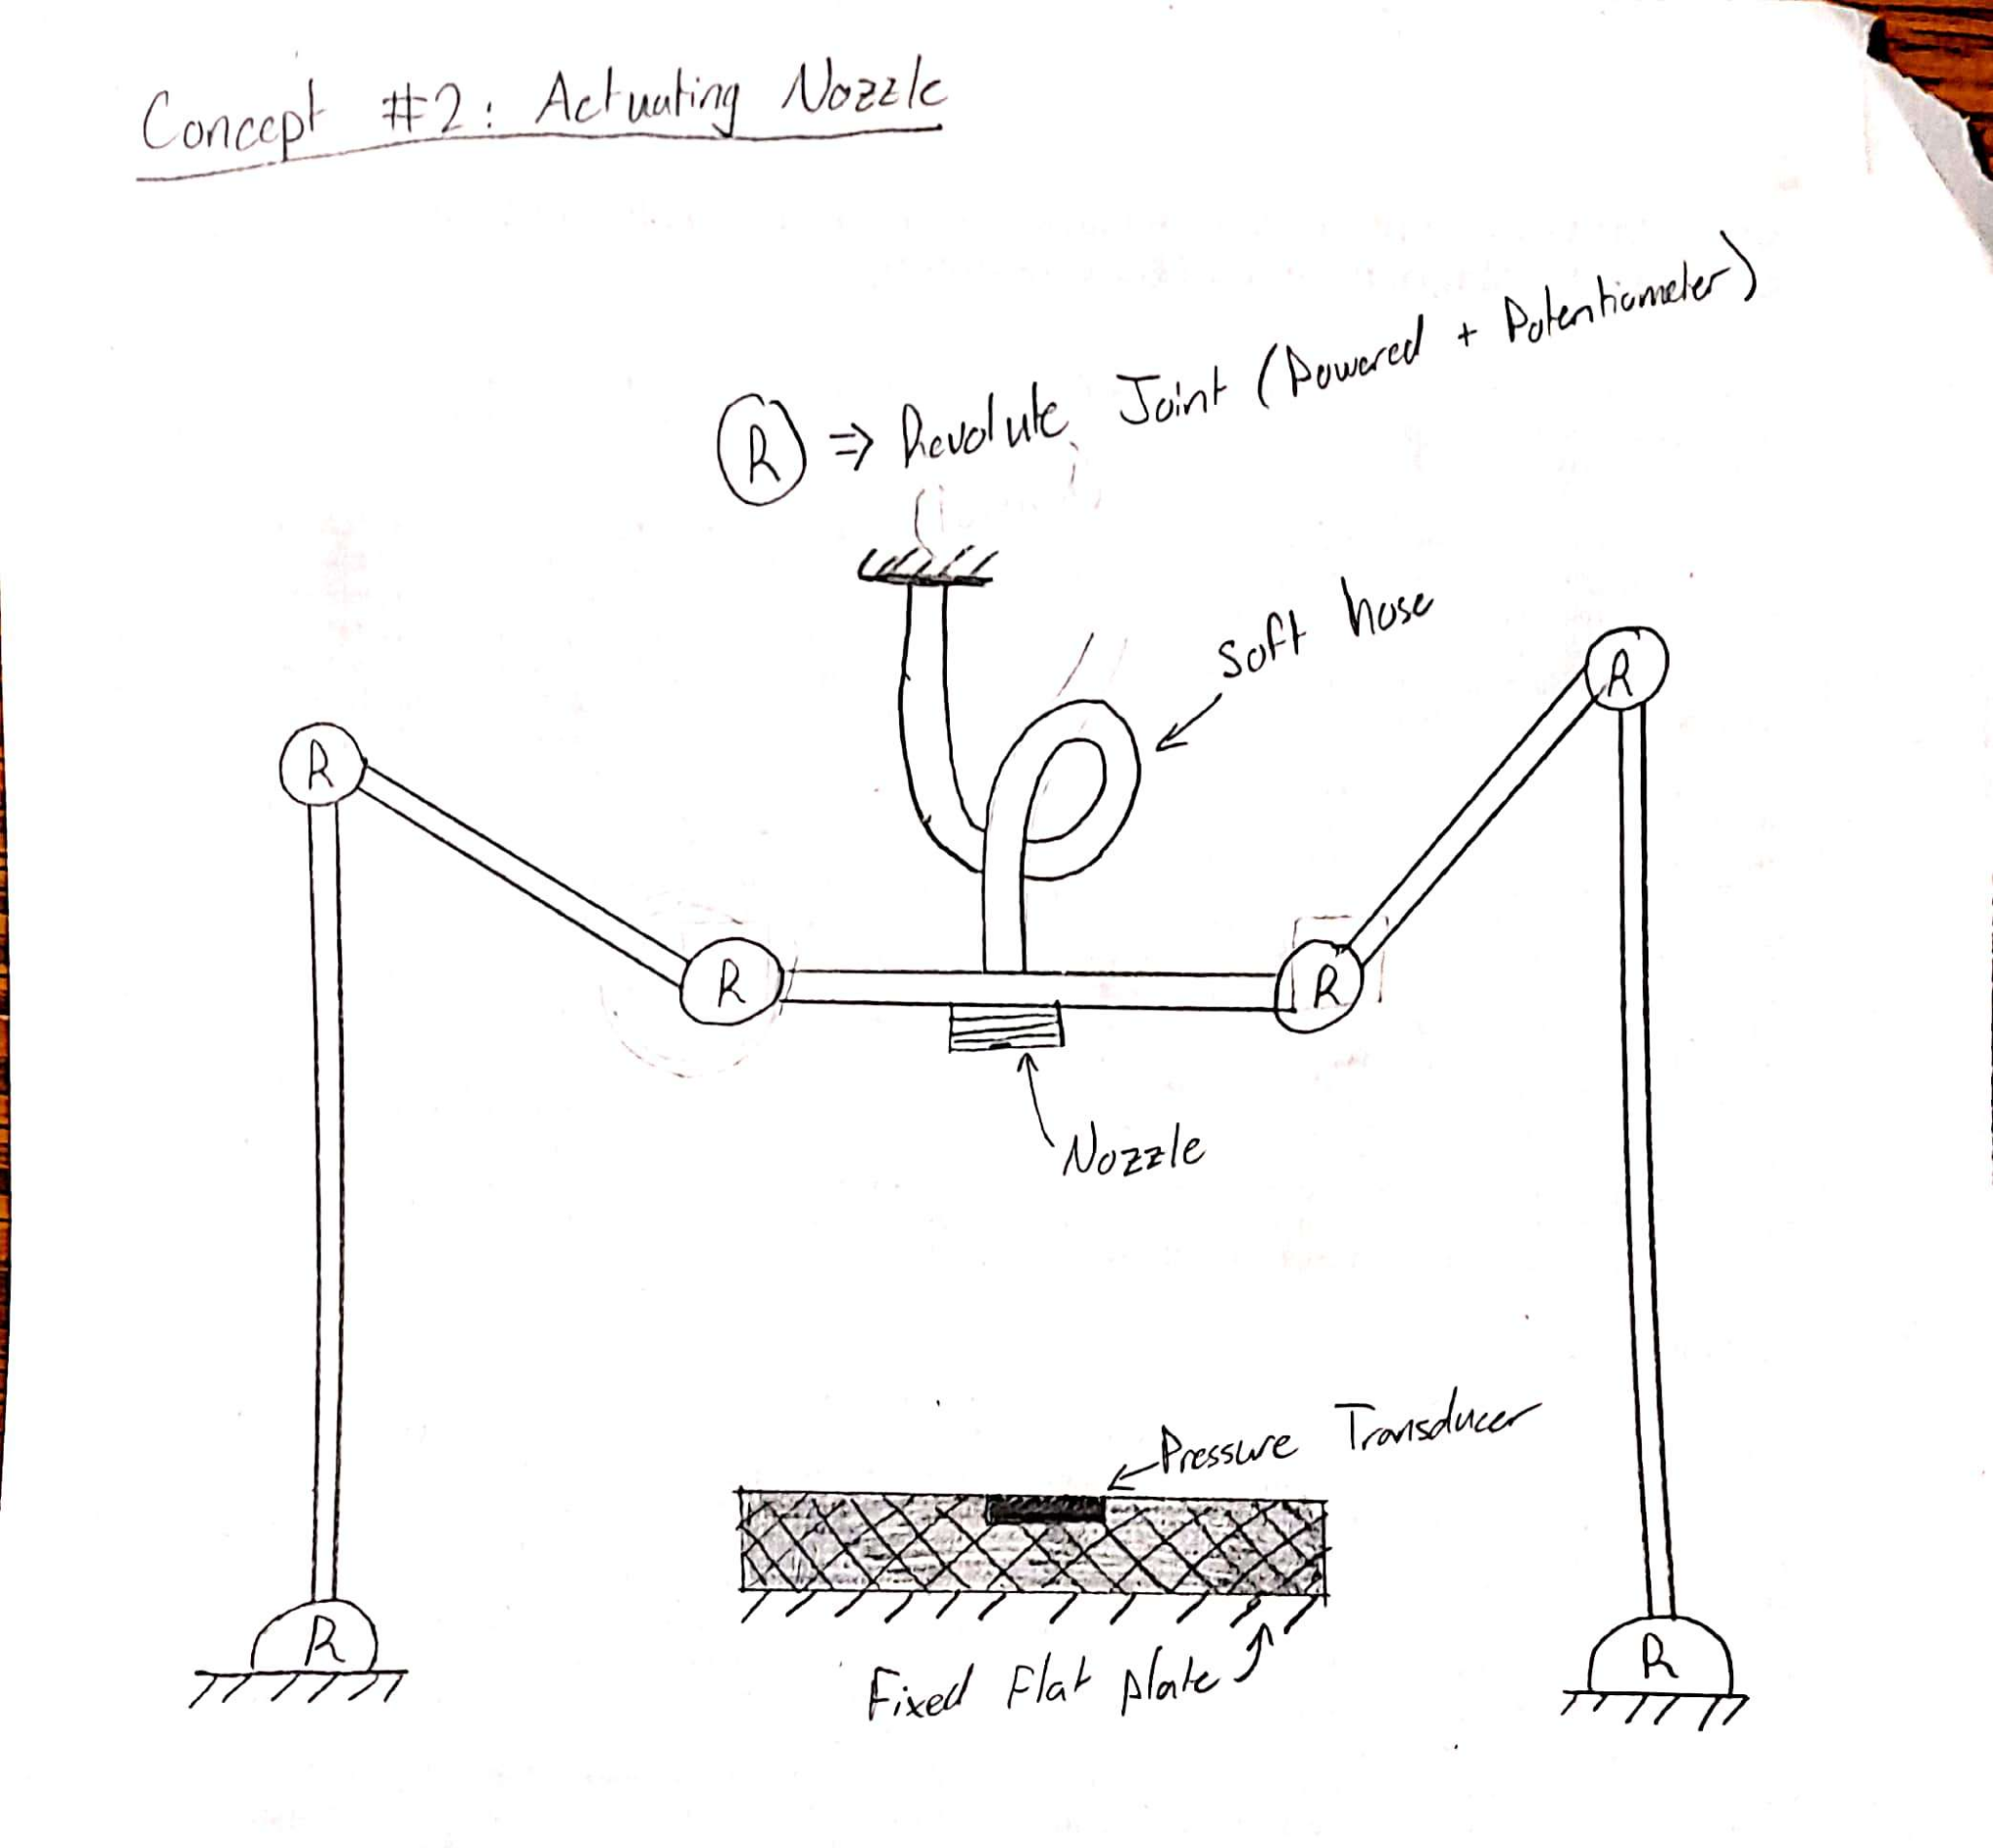 Concept #2: Actuating Nozzle
R ⇒ Revolute Joint (Powered + Potentiometer)
soft hose
R
R
R
R
Nozzle
Pressure Transducer
R
R
Fixed Flat plate